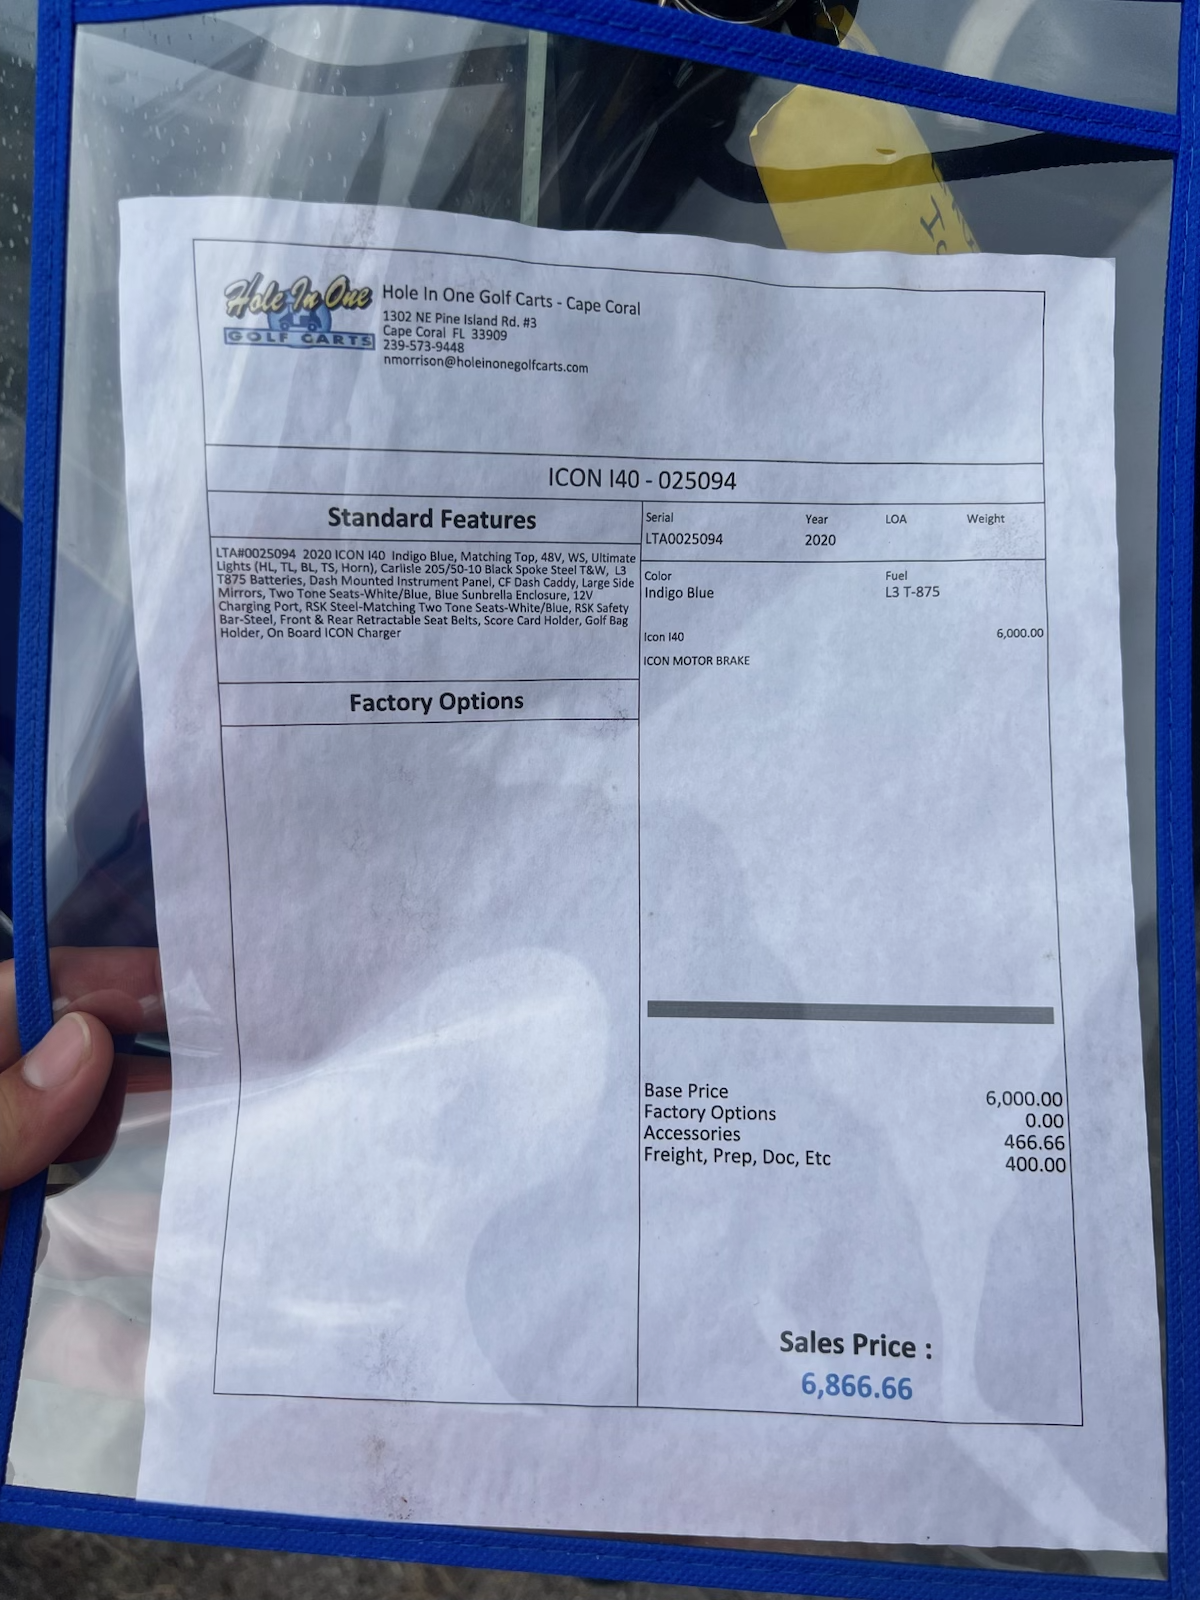 Hole In One
GOLF CARTS
Hole In One Golf Carts - Cape Coral
1302 NE Pine Island Rd. #3
Cape Coral FL 33909
239-573-9448
nmorrison@holeinonegolfcarts.com
ICON I40 - 025094
Standard Features
LTA#0025094 2020 ICON I40 Indigo Blue, Matching Top, 48V, WS, Ultimate
Lights (HL, TL, BL, TS, Horn), Carlisle 205/50-10 Black Spoke Steel T&W, L3
T875 Batteries, Dash Mounted Instrument Panel, CF Dash Caddy, Large Side
Mirrors, Two Tone Seats-White/Blue, Blue Sunbrella Enclosure, 12V
Charging Port, RSK Steel-Matching Two Tone Seats-White/Blue, RSK Safety
Bar-Steel, Front & Rear Retractable Seat Belts, Score Card Holder, Golf Bag
Holder, On Board ICON Charger
Factory Options
Serial Year LOA Weight
LTA0025094 2020
Color Fuel
Indigo Blue L3 T-875
Icon I40 6,000.00
ICON MOTOR BRAKE
Base Price 6,000.00
Factory Options 0.00
Accessories 466.66
Freight, Prep, Doc, Etc 400.00
Sales Price :
6,866.66